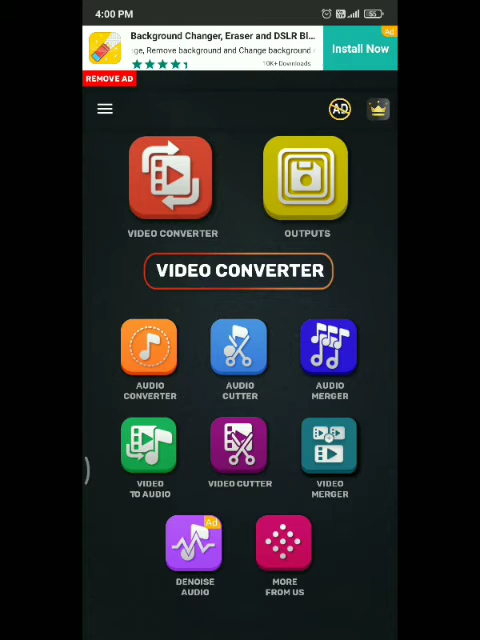 4:00 PM
55
Background Changer, Eraser and DSLR Bl...
ge, Remove background and Change background
10K+ Downloads
Install Now
Ad
REMOVE AD
AD
VIDEO CONVERTER
OUTPUTS
VIDEO CONVERTER
AUDIO CONVERTER
AUDIO CUTTER
AUDIO MERGER
VIDEO TO AUDIO
VIDEO CUTTER
VIDEO MERGER
Ad
DENOISE AUDIO
MORE FROM US